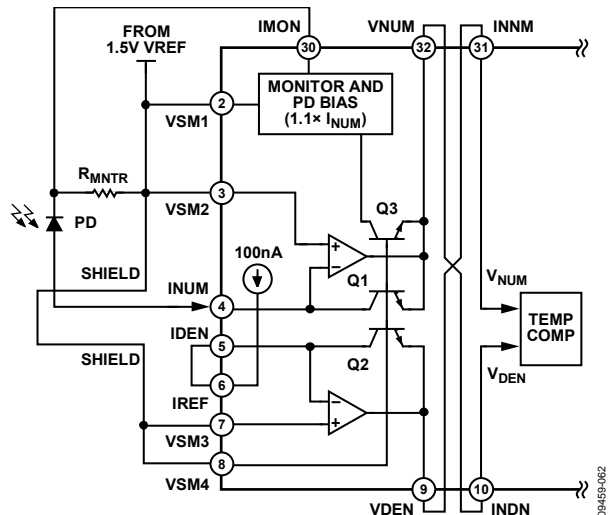 FROM
1.5V VREF
IMON
VNUM
INNM
30
32
31
2
VSM1
MONITOR AND
PD BIAS
(1.1× INUM)
RMNTR
3
VSM2
PD
Q3
+
−
100nA
SHIELD
INUM
4
Q1
VNUM
IDEN
5
Q2
TEMP
COMP
SHIELD
6
IREF
VDEN
−
+
7
VSM3
8
VSM4
9
10
VDEN
INDN
09459-062